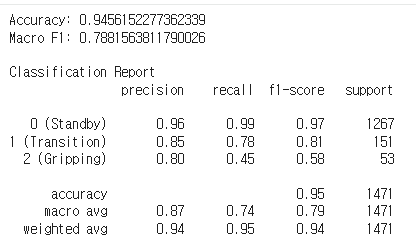 Accuracy: 0.9456152277362339
Macro F1: 0.7881563811790026
Classification Report
precision recall f1-score support
0 (Standby) 0.96 0.99 0.97 1267
1 (Transition) 0.85 0.78 0.81 151
2 (Gripping) 0.80 0.45 0.58 53
accuracy 0.95 1471
macro avg 0.87 0.74 0.79 1471
weighted avg 0.94 0.95 0.94 1471